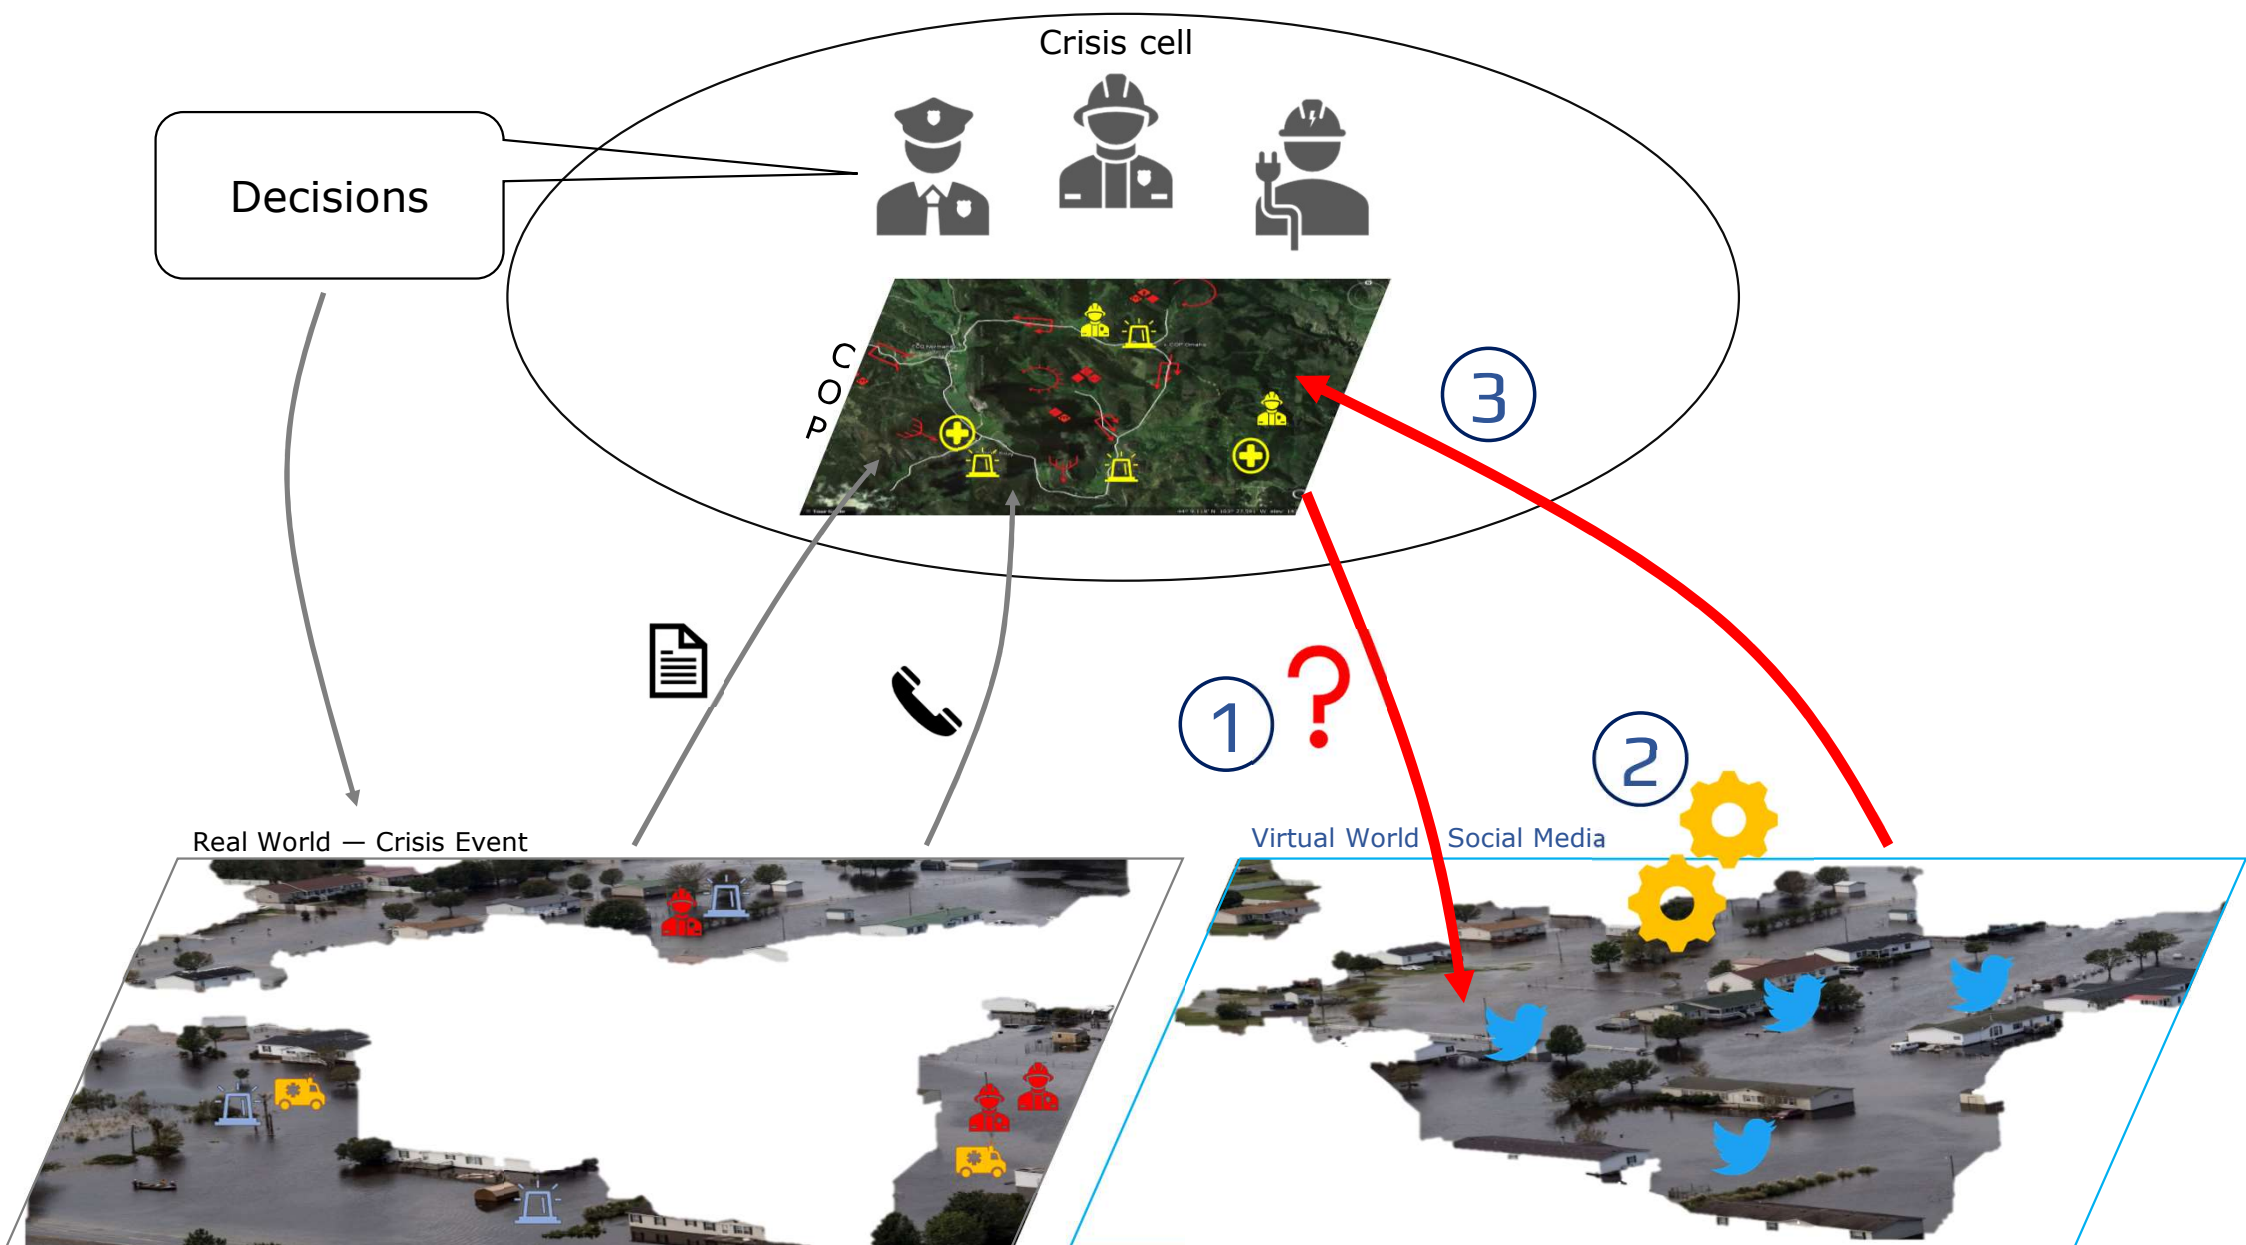 Crisis cell
Decisions
C
O
P
3
1
2
Real World — Crisis Event
Virtual World Social Media